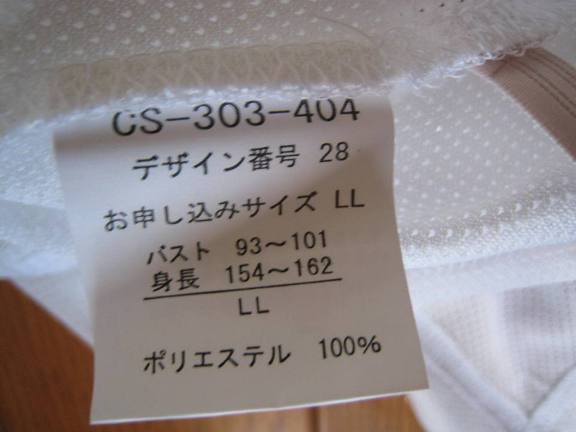 CS-303-404
デザイン番号 28
お申し込みサイズ LL
バスト 93〜101
身長 154〜162
LL
ポリエステル 100%